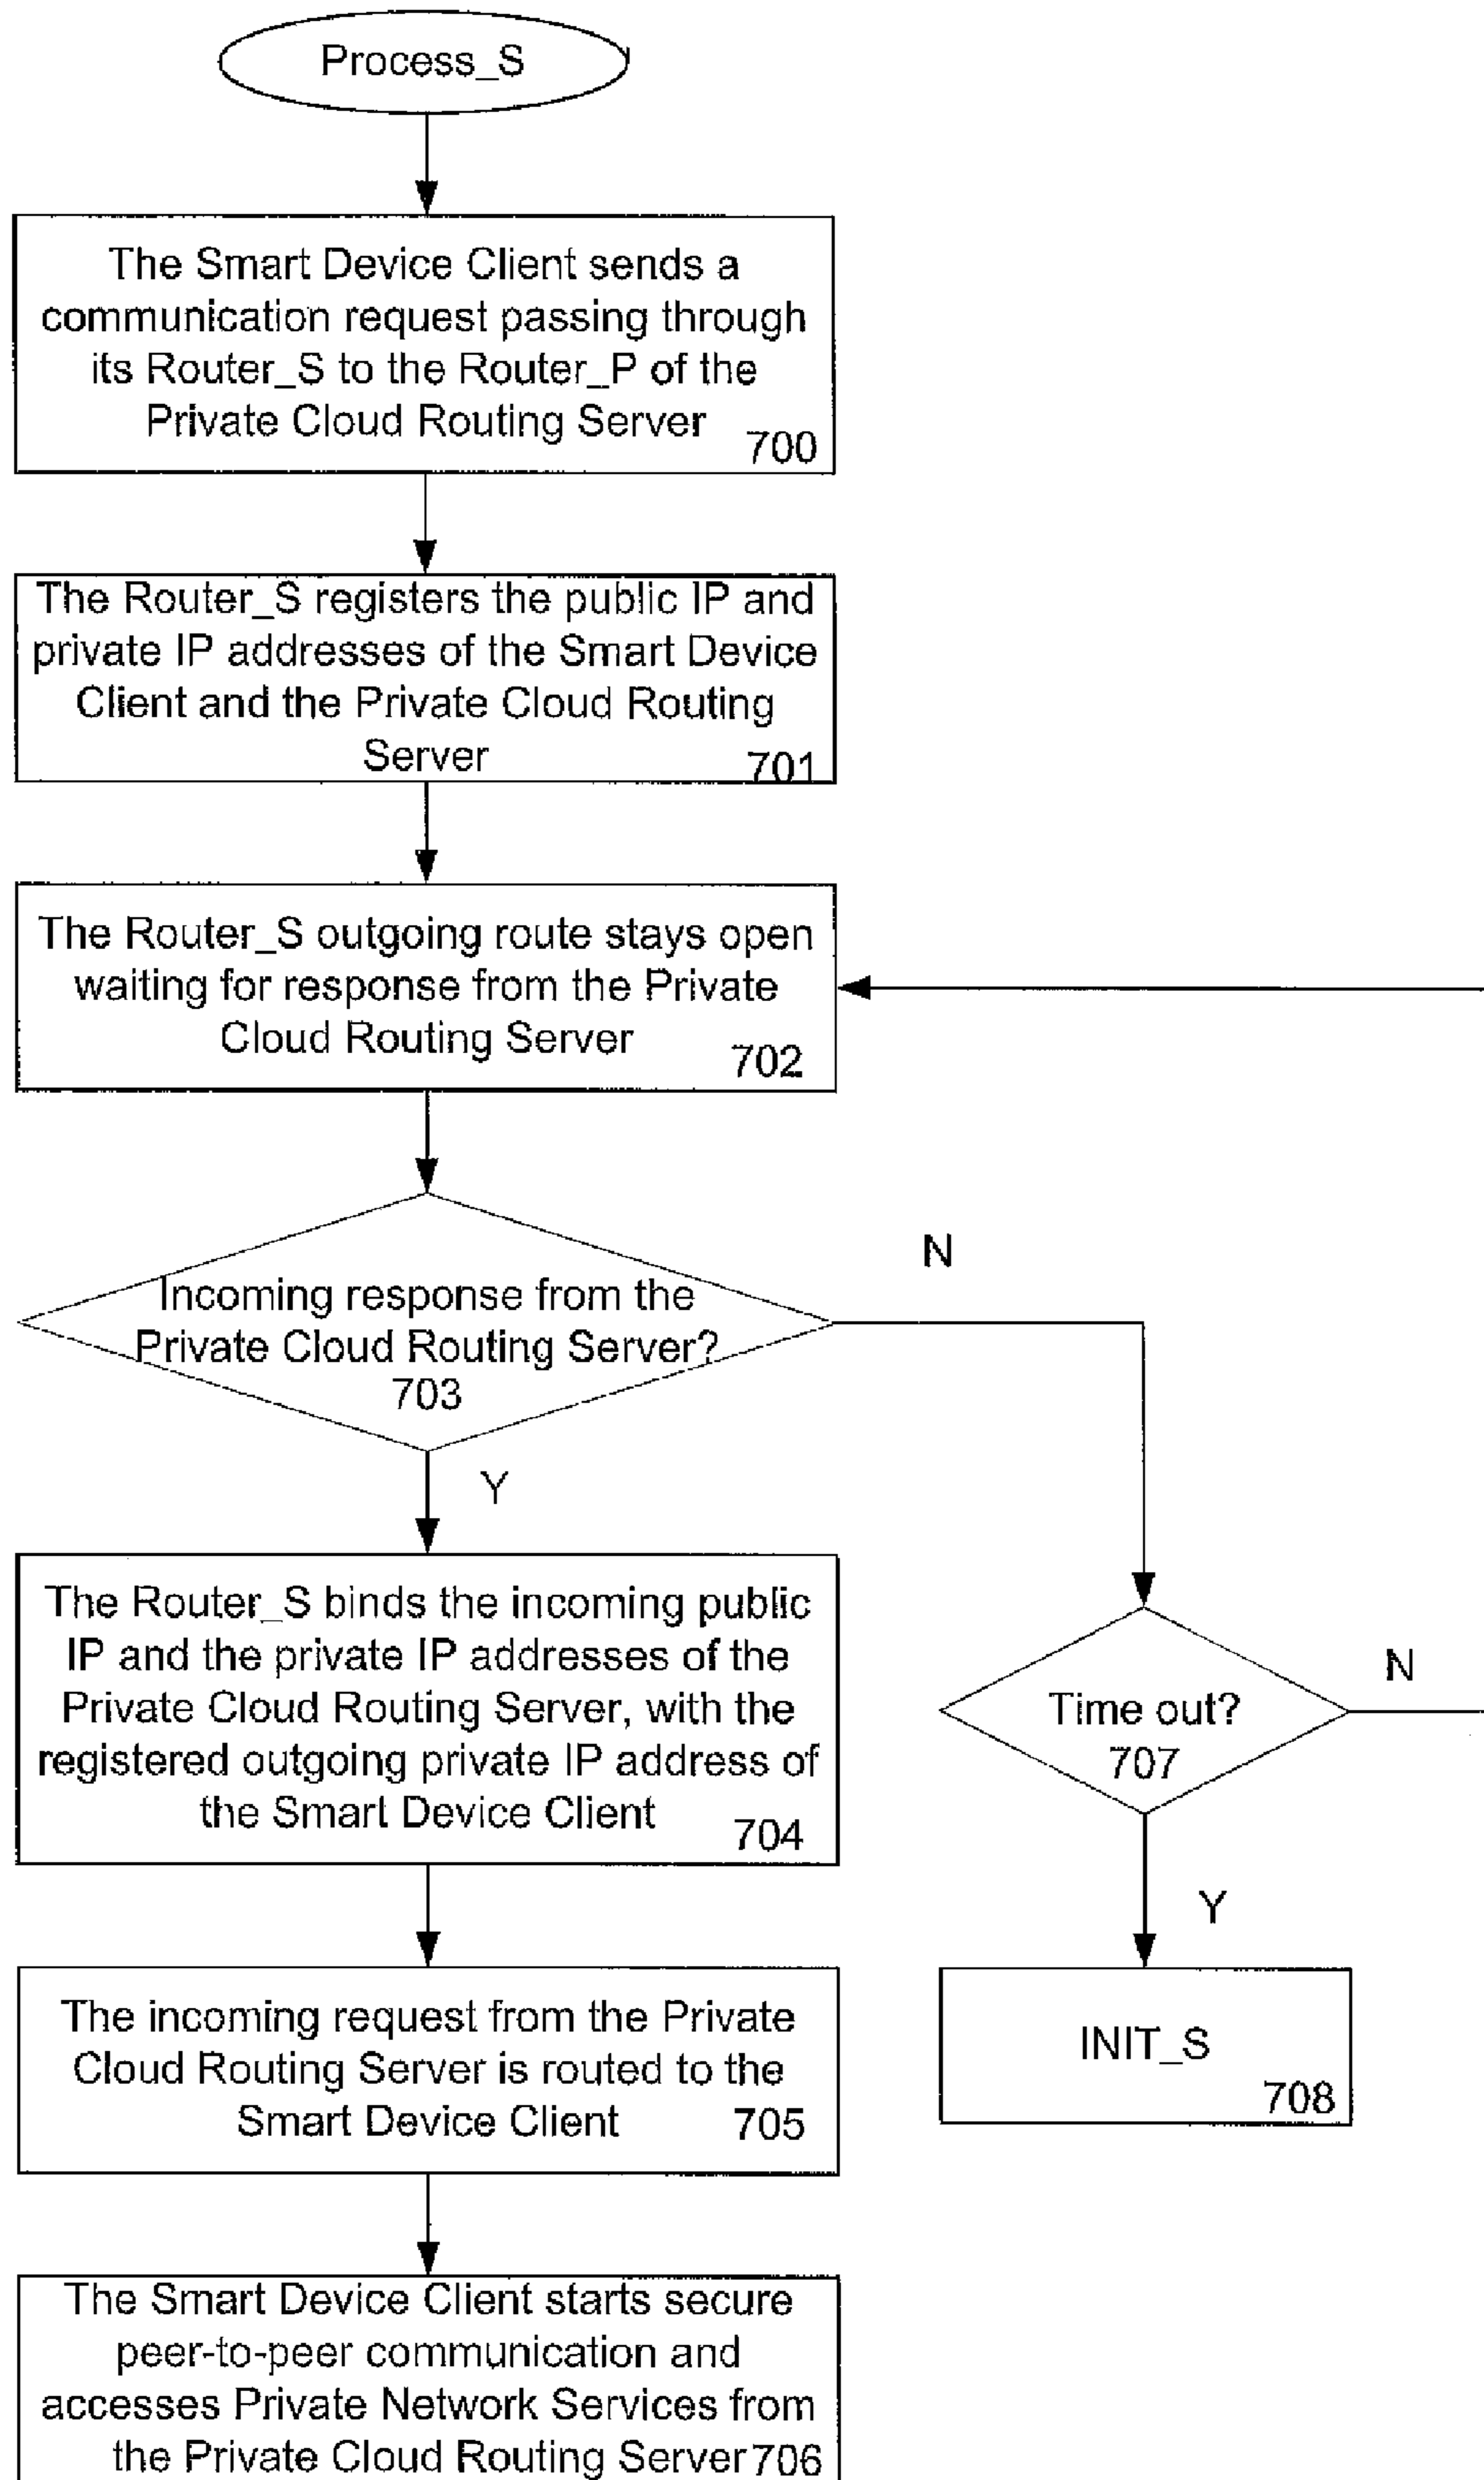 Process_S
The Smart Device Client sends a
communication request passing through
its Router_S to the Router_P of the
Private Cloud Routing Server
700
The Router_S registers the public IP and
private IP addresses of the Smart Device
Client and the Private Cloud Routing
Server
701
The Router_S outgoing route stays open
waiting for response from the Private
Cloud Routing Server
702
Incoming response from the
Private Cloud Routing Server?
703
N
Y
The Router_S binds the incoming public
IP and the private IP addresses of the
Private Cloud Routing Server, with the
registered outgoing private IP address of
the Smart Device Client
704
Time out?
707
N
Y
The incoming request from the Private
Cloud Routing Server is routed to the
Smart Device Client
705
INIT_S
708
The Smart Device Client starts secure
peer-to-peer communication and
accesses Private Network Services from
the Private Cloud Routing Server 706